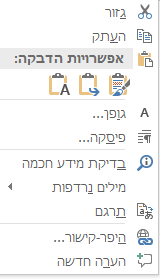 גזור
העתק
אפשרויות הדבקה:
A
גופן...
פיסקה...
בדיקת מידע חכמה
מילים נרדפות
תרגם
היפר-קישור...
הערה חדשה